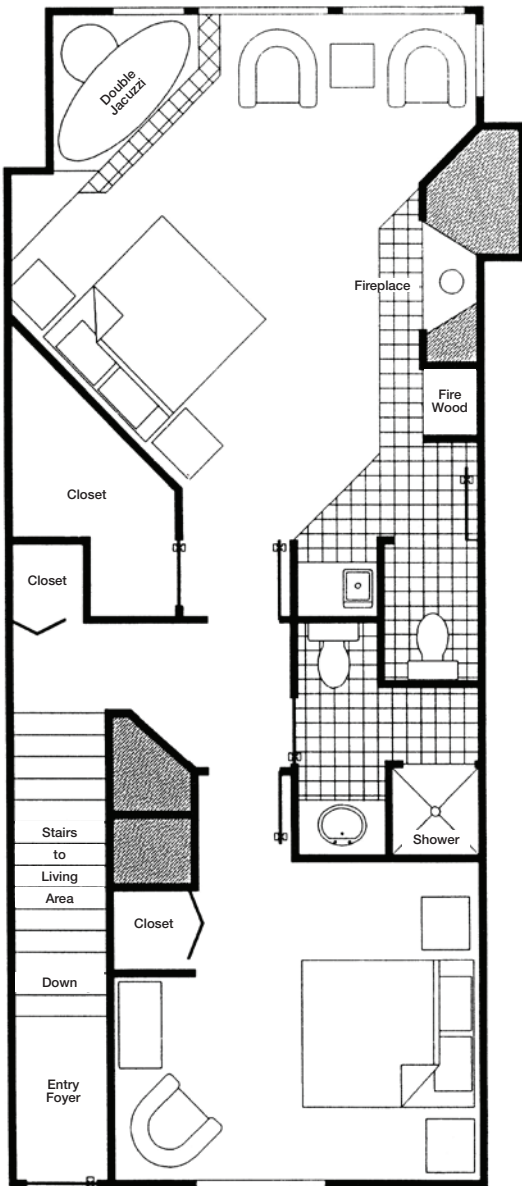 Double
Jacuzzi
Fireplace
Fire
Wood
Closet
Closet
Stairs
to
Living
Area
Shower
Closet
Down
Entry
Foyer